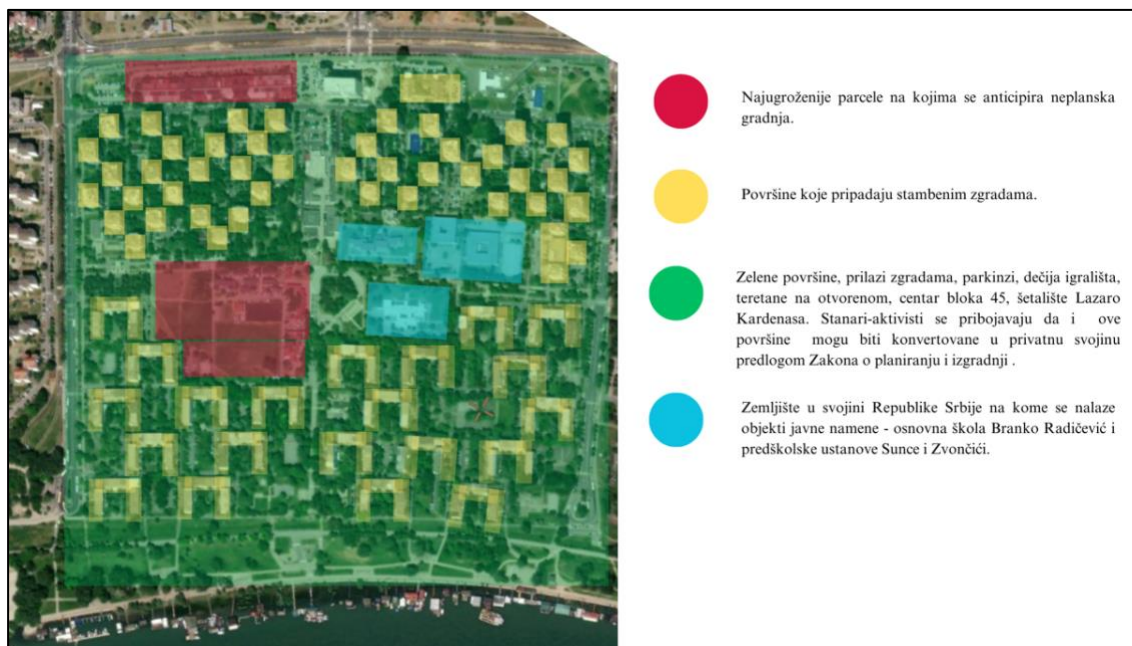 Najugroženije parcele na kojima se anticipira neplanska
gradnja.
Površine koje pripadaju stambenim zgradama.
Zelene površine, prilazi zgradama, parkinzi, dečija igrališta,
teretane na otvorenom, centar bloka 45, šetalište Lazaro
Kardenasa. Stanari-aktivisti se pribojavaju da i ove
površine mogu biti konvertovane u privatnu svojinu
predlogom Zakona o planiranju i izgradnji .
Zemljište u svojini Republike Srbije na kome se nalaze
objekti javne namene - osnovna škola Branko Radičević i
predškolske ustanove Sunce i Zvončići.